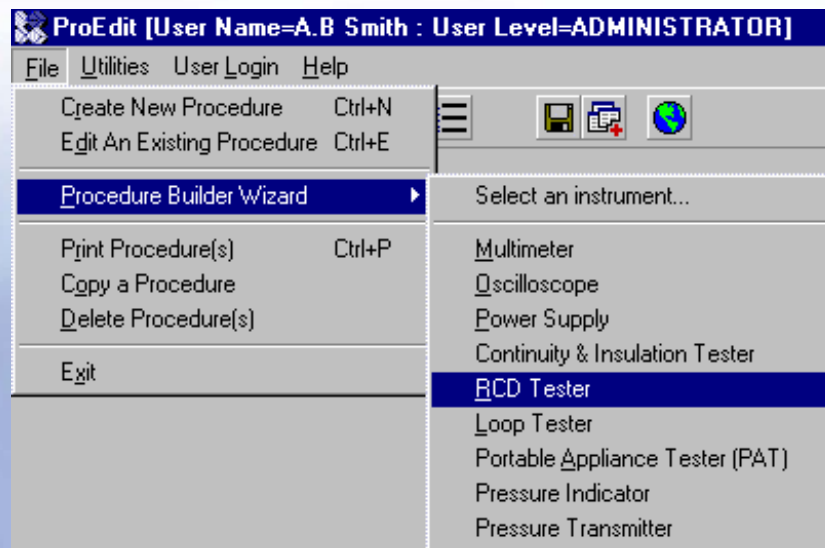 ProEdit [User Name=A.B Smith : User Level=ADMINISTRATOR]
File Utilities User Login Help
Create New Procedure Ctrl+N
Edit An Existing Procedure Ctrl+E
Procedure Builder Wizard
Print Procedure(s) Ctrl+P
Copy a Procedure
Delete Procedure(s)
Exit
Select an instrument...
Multimeter
Oscilloscope
Power Supply
Continuity & Insulation Tester
RCD Tester
Loop Tester
Portable Appliance Tester (PAT)
Pressure Indicator
Pressure Transmitter